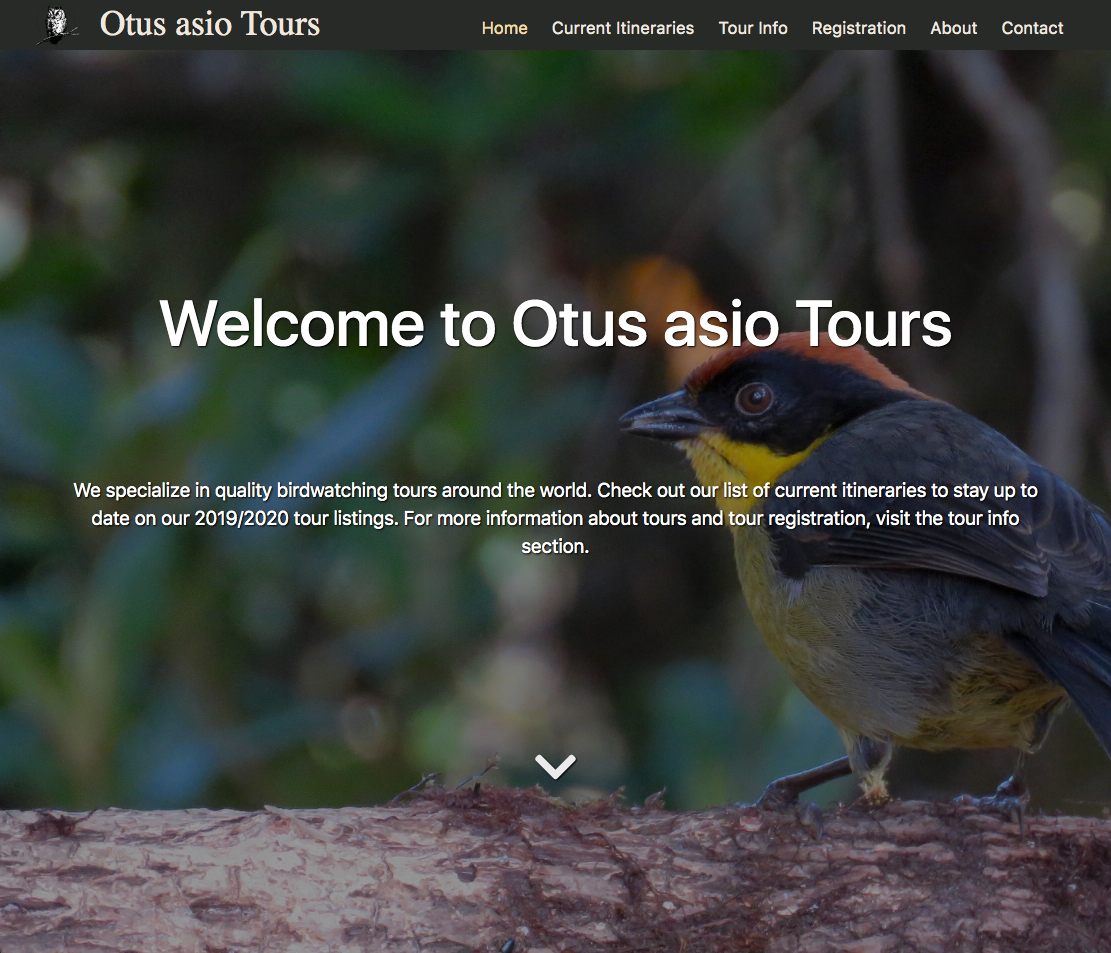 Otus asio Tours
Home Current Itineraries Tour Info Registration About Contact
Welcome to Otus asio Tours
We specialize in quality birdwatching tours around the world. Check out our list of current itineraries to stay up to
date on our 2019/2020 tour listings. For more information about tours and tour registration, visit the tour info
section.